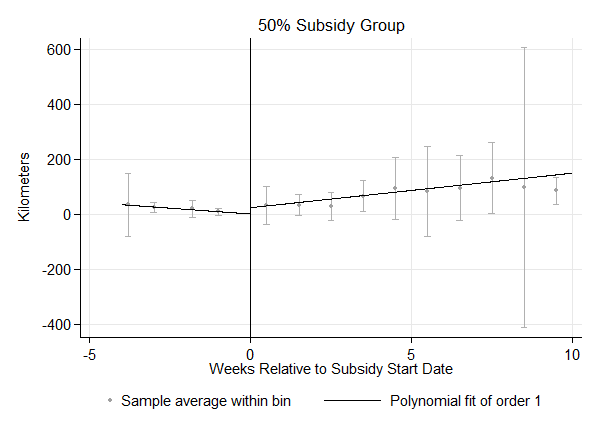 50% Subsidy Group
Kilometers
600
400
200
0
-200
-400
-5
0
5
10
Weeks Relative to Subsidy Start Date
Sample average within bin
Polynomial fit of order 1